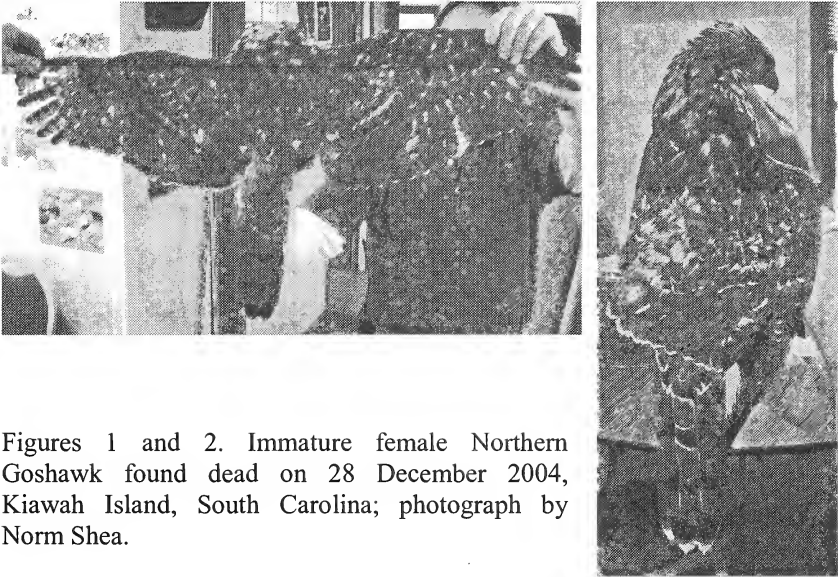 Figures 1 and 2. Immature female Northern
Goshawk found dead on 28 December 2004,
Kiawah Island, South Carolina; photograph by
Norm Shea.